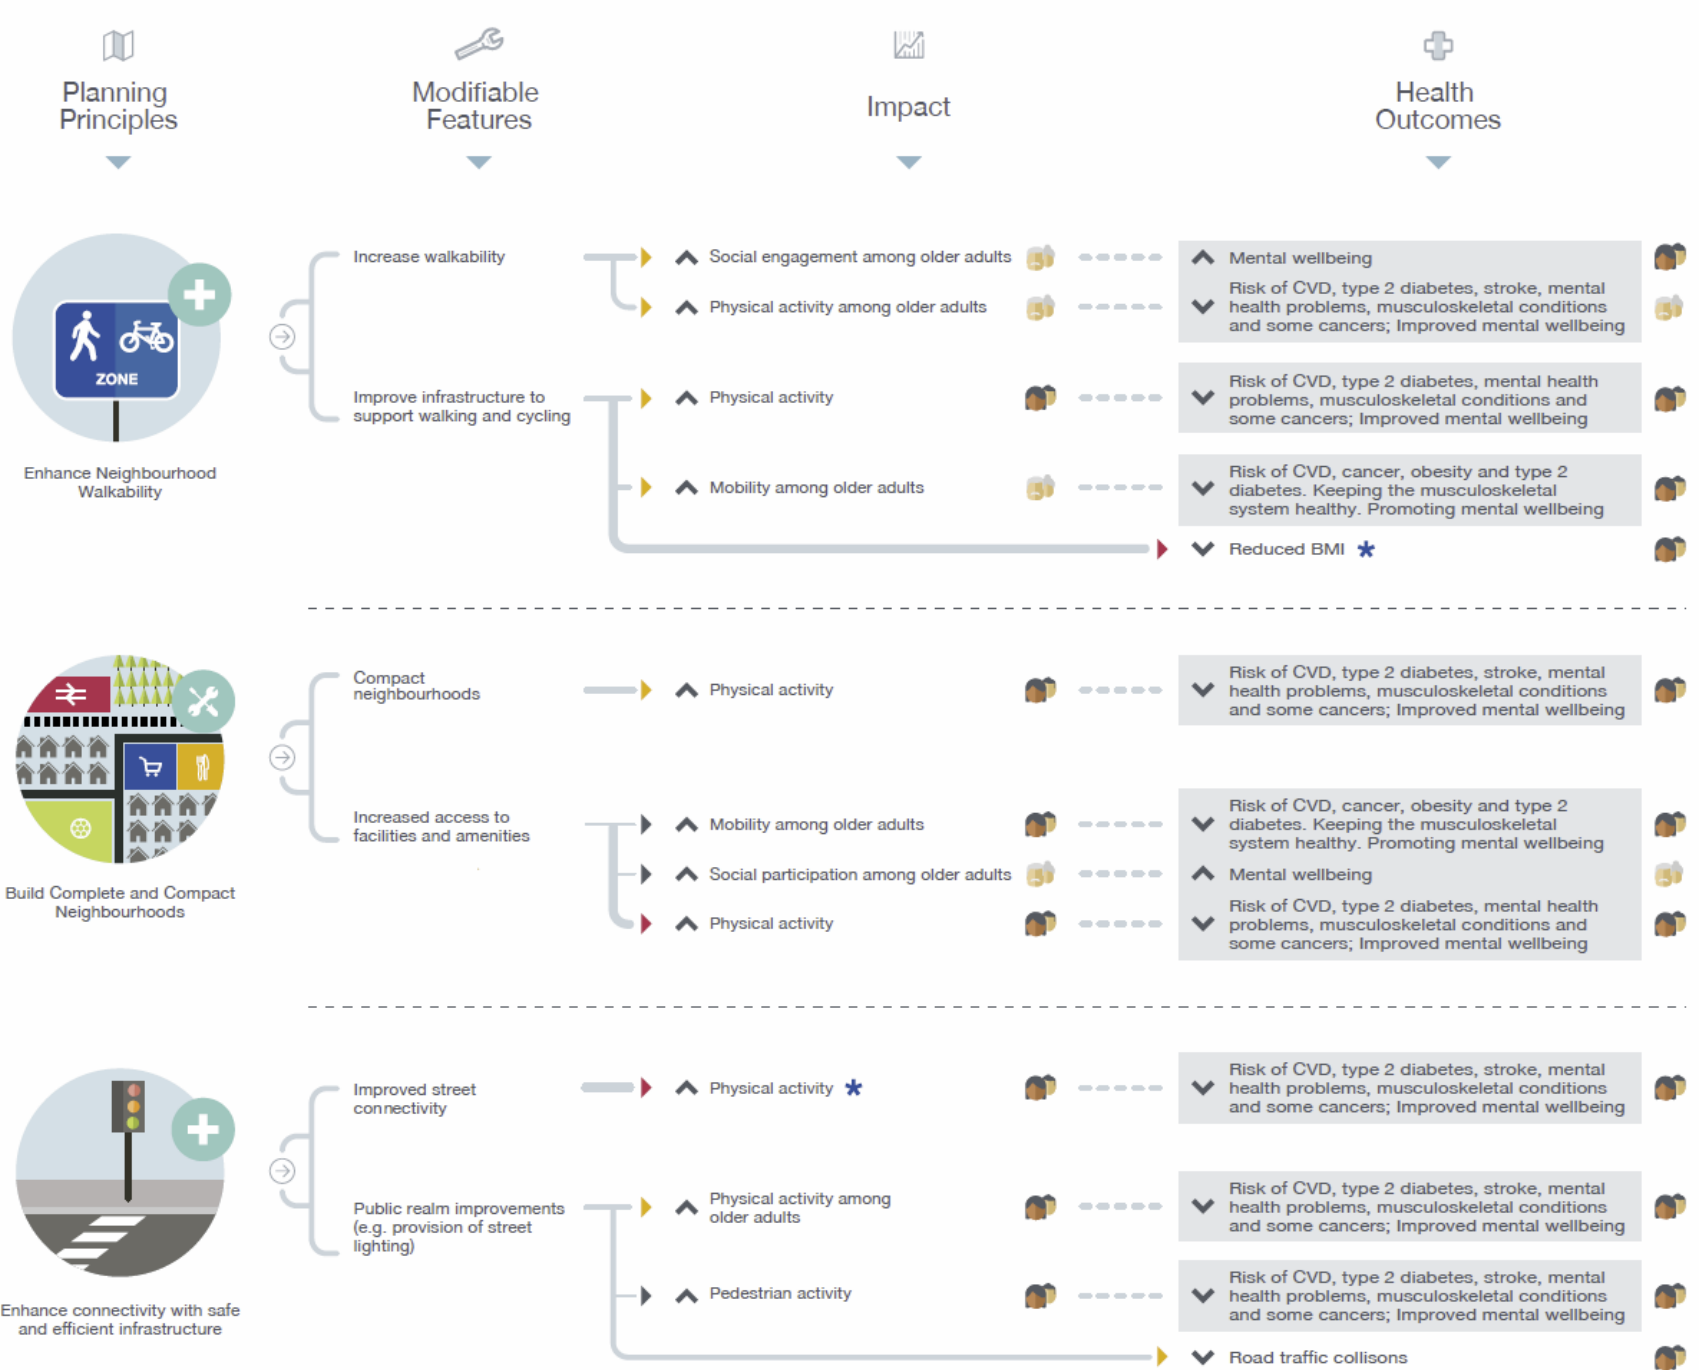 Planning
Principles
Modifiable
Features
Impact
Health
Outcomes
ZONE
Enhance Neighbourhood
Walkability
Increase walkability
Social engagement among older adults
Mental wellbeing
Physical activity among older adults
Risk of CVD, type 2 diabetes, stroke, mental
health problems, musculoskeletal conditions
and some cancers; Improved mental wellbeing
Improve infrastructure to
support walking and cycling
Physical activity
Risk of CVD, type 2 diabetes, mental health
problems, musculoskeletal conditions and
some cancers; Improved mental wellbeing
Mobility among older adults
Risk of CVD, cancer, obesity and type 2
diabetes. Keeping the musculoskeletal
system healthy. Promoting mental wellbeing
Reduced BMI *
Build Complete and Compact
Neighbourhoods
Compact
neighbourhoods
Physical activity
Risk of CVD, type 2 diabetes, stroke, mental
health problems, musculoskeletal conditions
and some cancers; Improved mental wellbeing
Increased access to
facilities and amenities
Mobility among older adults
Risk of CVD, cancer, obesity and type 2
diabetes. Keeping the musculoskeletal
system healthy. Promoting mental wellbeing
Social participation among older adults
Mental wellbeing
Physical activity
Risk of CVD, type 2 diabetes, mental health
problems, musculoskeletal conditions and
some cancers; Improved mental wellbeing
Enhance connectivity with safe
and efficient infrastructure
Improved street
connectivity
Physical activity *
Risk of CVD, type 2 diabetes, stroke, mental
health problems, musculoskeletal conditions
and some cancers; Improved mental wellbeing
Public realm improvements
(e.g. provision of street
lighting)
Physical activity among
older adults
Risk of CVD, type 2 diabetes, stroke, mental
health problems, musculoskeletal conditions
and some cancers; Improved mental wellbeing
Pedestrian activity
Risk of CVD, type 2 diabetes, stroke, mental
health problems, musculoskeletal conditions
and some cancers; Improved mental wellbeing
Road traffic collisons